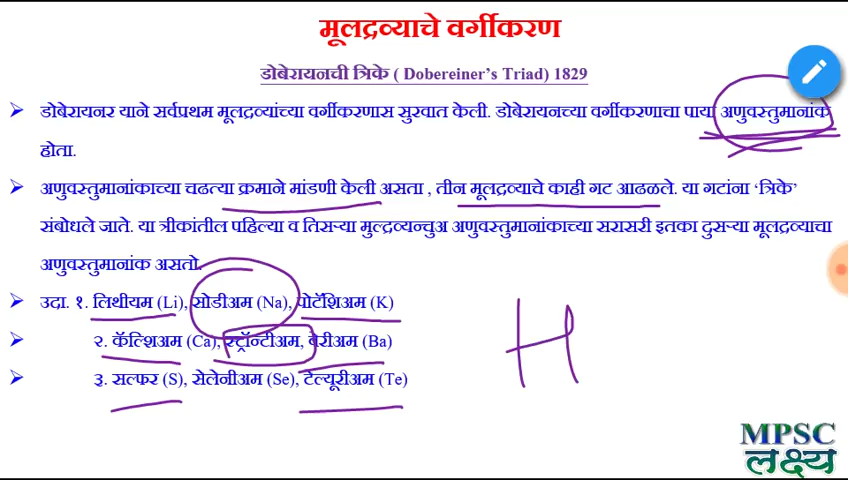 मूलद्रव्याचे वर्गीकरण
डोबेरायनची त्रिके ( Dobereiner’s Triad) 1829
➢ डोबेरायनर याने सर्वप्रथम मूलद्रव्यांच्या वर्गीकरणास सुरवात केली. डोबेरायनच्या वर्गीकरणाचा पाया अणुवस्तुमानांक
होता.
➢ अणुवस्तुमानांकाच्या चढत्या क्रमाने मांडणी केली असता , तीन मूलद्रव्याचे काही गट आढळले. या गटांना ‘त्रिके’
संबोधले जाते. या त्रीकांतील पहिल्या व तिसऱ्या मुल्द्रव्यन्चुअ अणुवस्तुमानांकाच्या सरासरी इतका दुसऱ्या मूलद्रव्याचा
अणुवस्तुमानांक असतो.
➢ उदा. १. लिथीयम (Li), सोडीअम (Na), पोटॅशिअम (K)
➢ २. कॅल्शिअम (Ca), स्ट्रॉन्टीअम, बेरीअम (Ba)
➢ ३. सल्फर (S), सेलेनीअम (Se), टेल्यूरीअम (Te)
H
MPSC
लक्ष्य